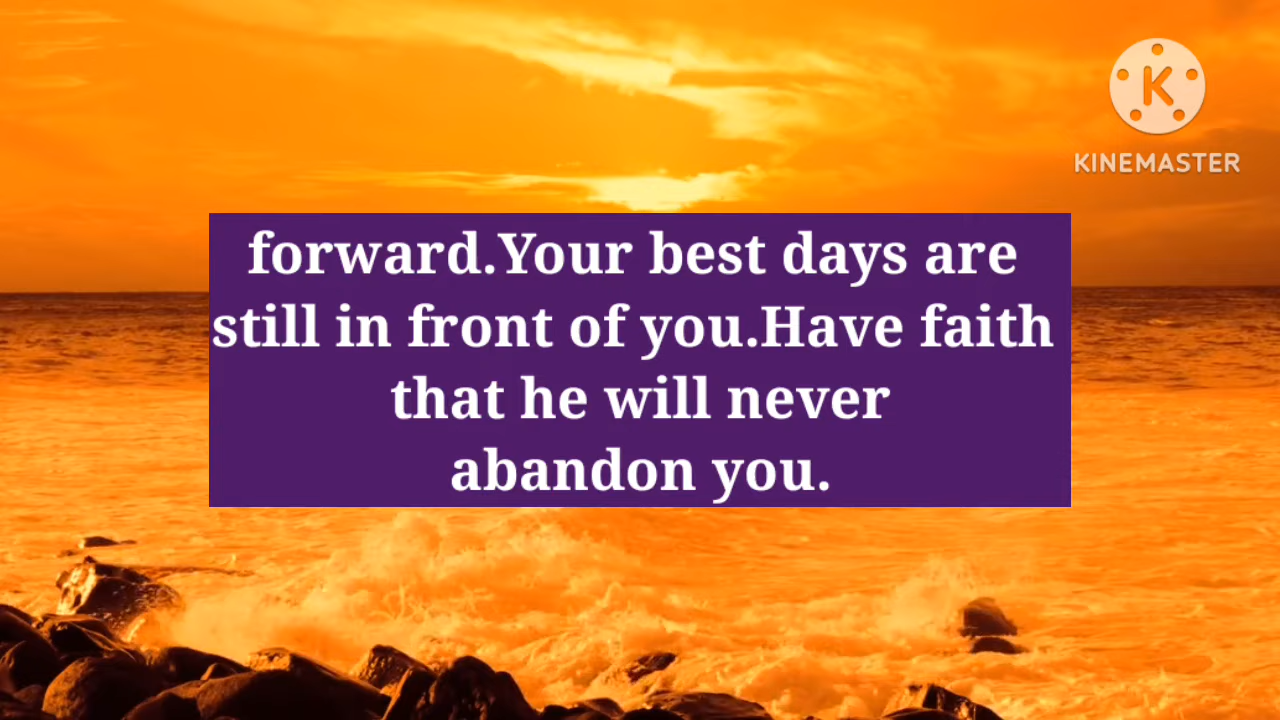 K
KINEMASTER
forward.Your best days are
still in front of you.Have faith
that he will never
abandon you.